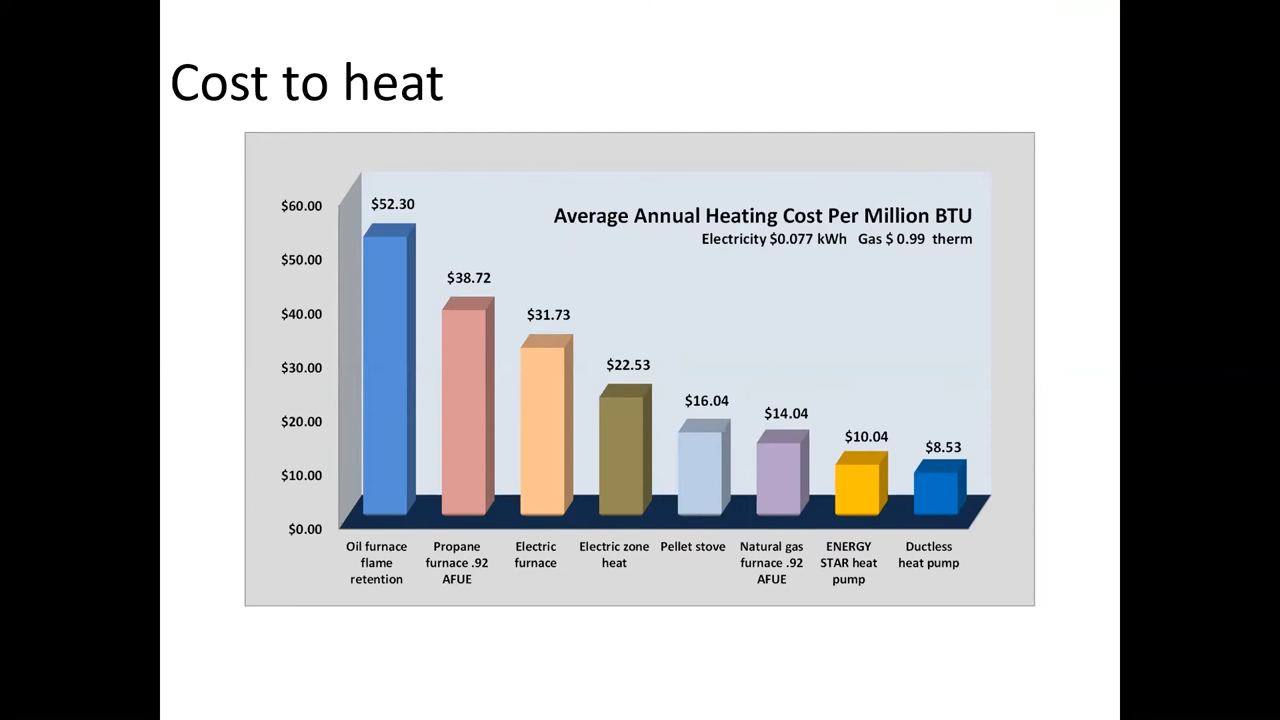 Cost to heat
Average Annual Heating Cost Per Million BTU
Electricity $0.077 kWh   Gas $ 0.99  therm
$60.00
$50.00
$40.00
$30.00
$20.00
$10.00
$0.00
$52.30
$38.72
$31.73
$22.53
$16.04
$14.04
$10.04
$8.53
Oil furnace
flame
retention
Propane
furnace .92
AFUE
Electric
furnace
Electric zone
heat
Pellet stove
Natural gas
furnace .92
AFUE
ENERGY
STAR heat
pump
Ductless
heat pump